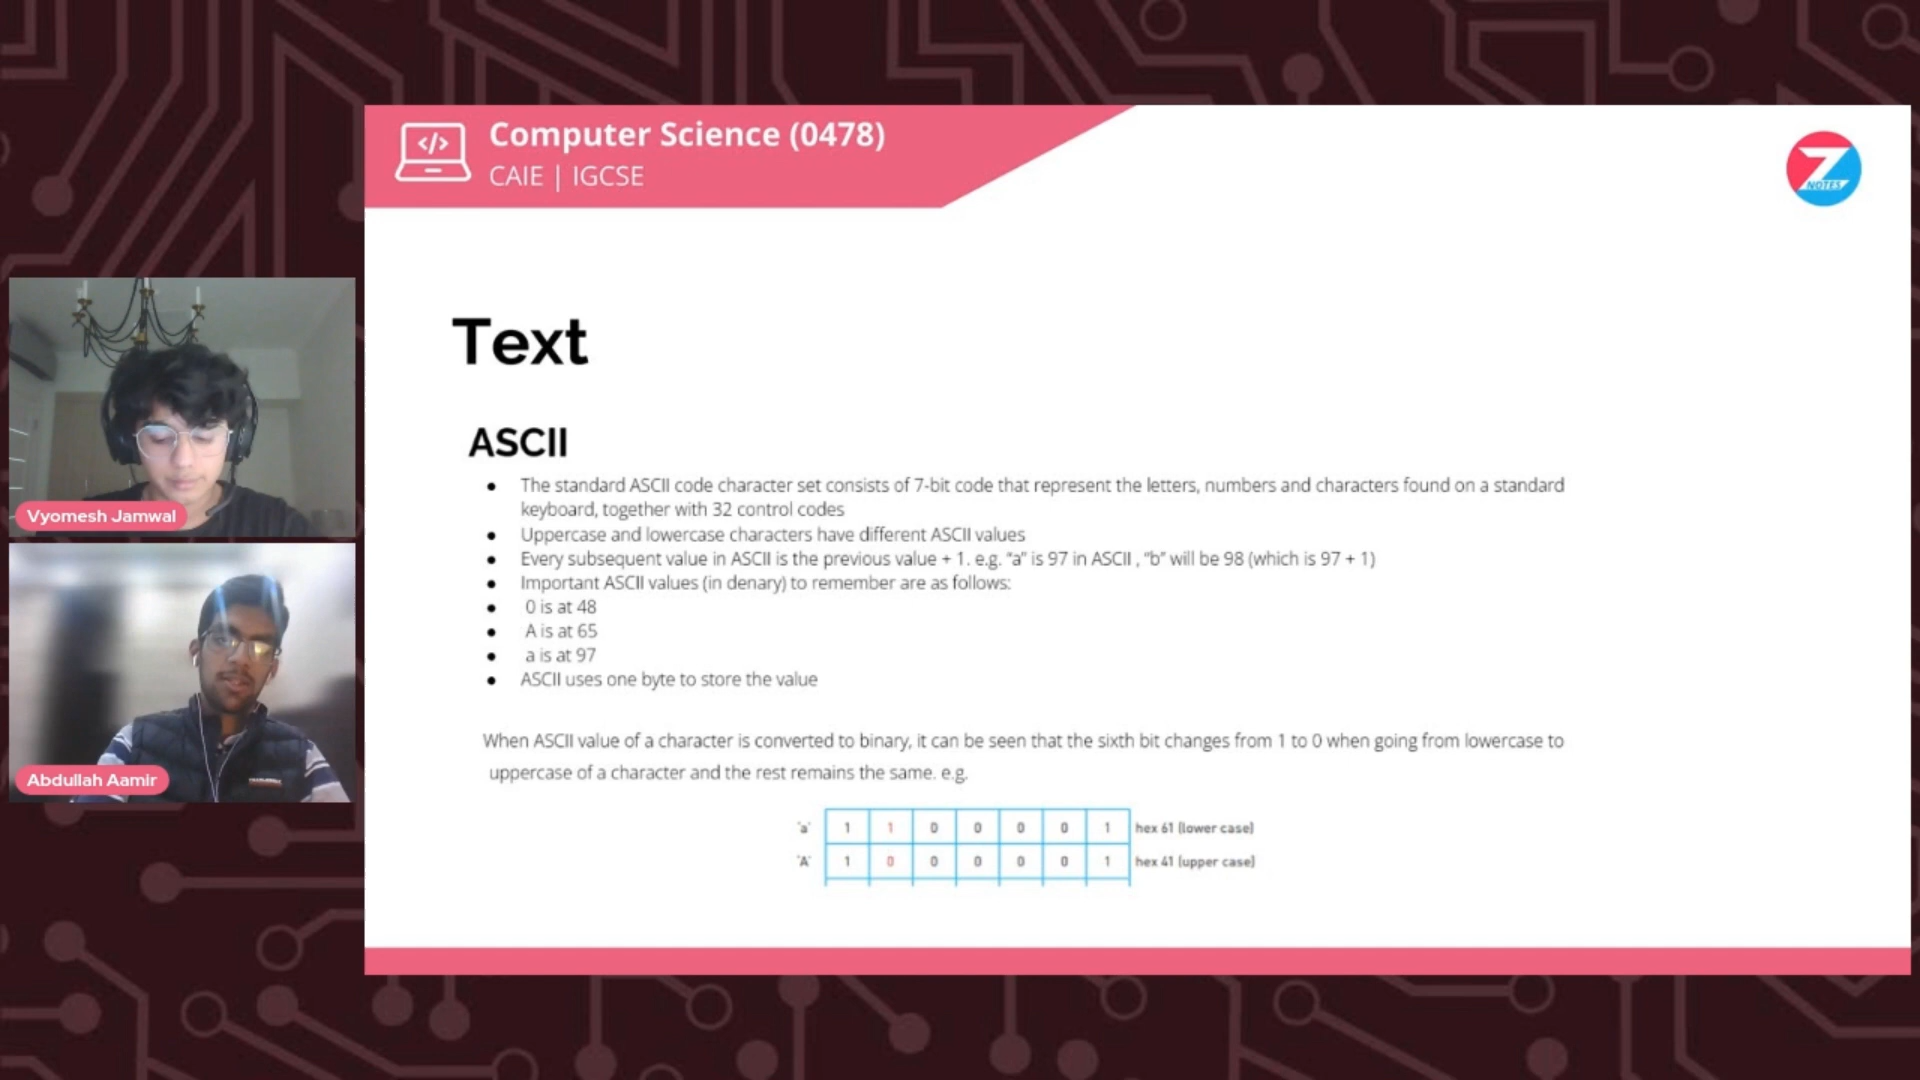 Computer Science (0478)
CAIE | IGCSE
Z
NOTES
Text
ASCII
● The standard ASCII code character set consists of 7-bit code that represent the letters, numbers and characters found on a standard
keyboard, together with 32 control codes
● Uppercase and lowercase characters have different ASCII values
● Every subsequent value in ASCII is the previous value + 1. e.g. “a” is 97 in ASCII , “b” will be 98 (which is 97 + 1)
● Important ASCII values (in denary) to remember are as follows:
● 0 is at 48
● A is at 65
● a is at 97
● ASCII uses one byte to store the value
When ASCII value of a character is converted to binary, it can be seen that the sixth bit changes from 1 to 0 when going from lowercase to
uppercase of a character and the rest remains the same. e.g.
'a' 1 1 0 0 0 0 1 hex 61 (lower case)
'A' 1 0 0 0 0 0 1 hex 41 (upper case)
Vyomesh Jamwal
Abdullah Aamir